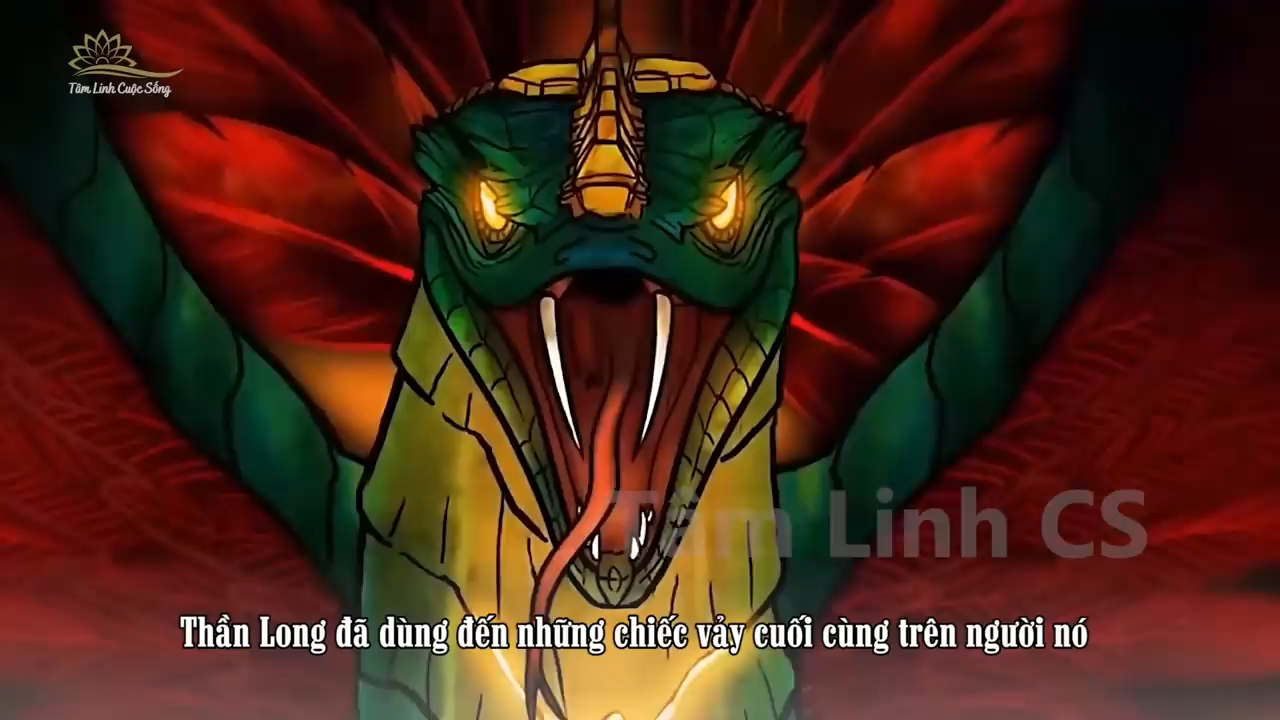 Tâm Linh Cuộc Sống
Tâm Linh CS
Thần Long đã dùng đến những chiếc vảy cuối cùng trên người nó